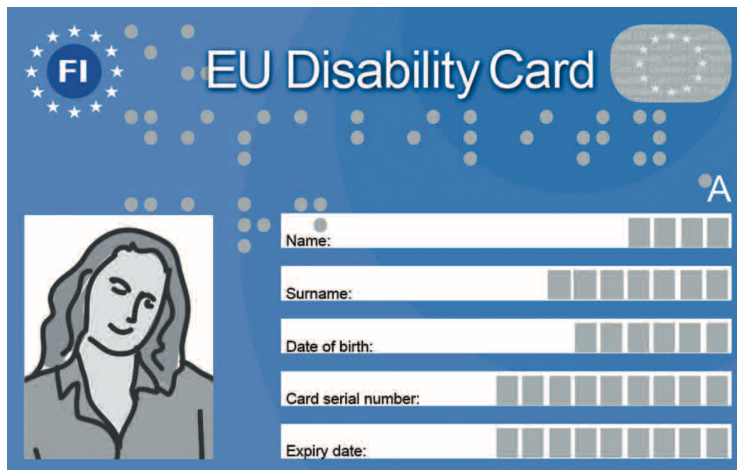 FI
EU Disability Card
A
Name:
Surname:
Date of birth:
Card serial number:
Expiry date: